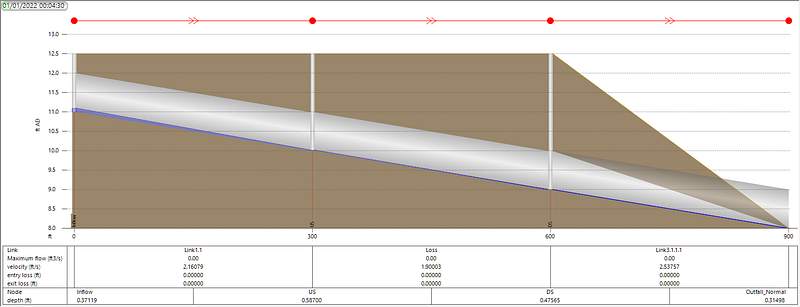 01/01/2022 00:04:30
13.0
12.5
12.0
11.5
11.0
10.5
10.0
9.5
9.0
8.5
8.0
ft AD
Inflow
US
DS
ft 0 300 600 900
Link Link1.1 Loss Link3.1.1.1
Maximum flow (ft3/s) 0.00 0.00 0.00
velocity (ft/s) 2.16079 1.90003 2.53757
entry loss (ft) 0.00000 0.00000 0.00000
exit loss (ft) 0.00000 0.00000 0.00000
Node Inflow US DS Outfall_Normal
depth (ft) 0.37119 0.58700 0.47565 0.31498